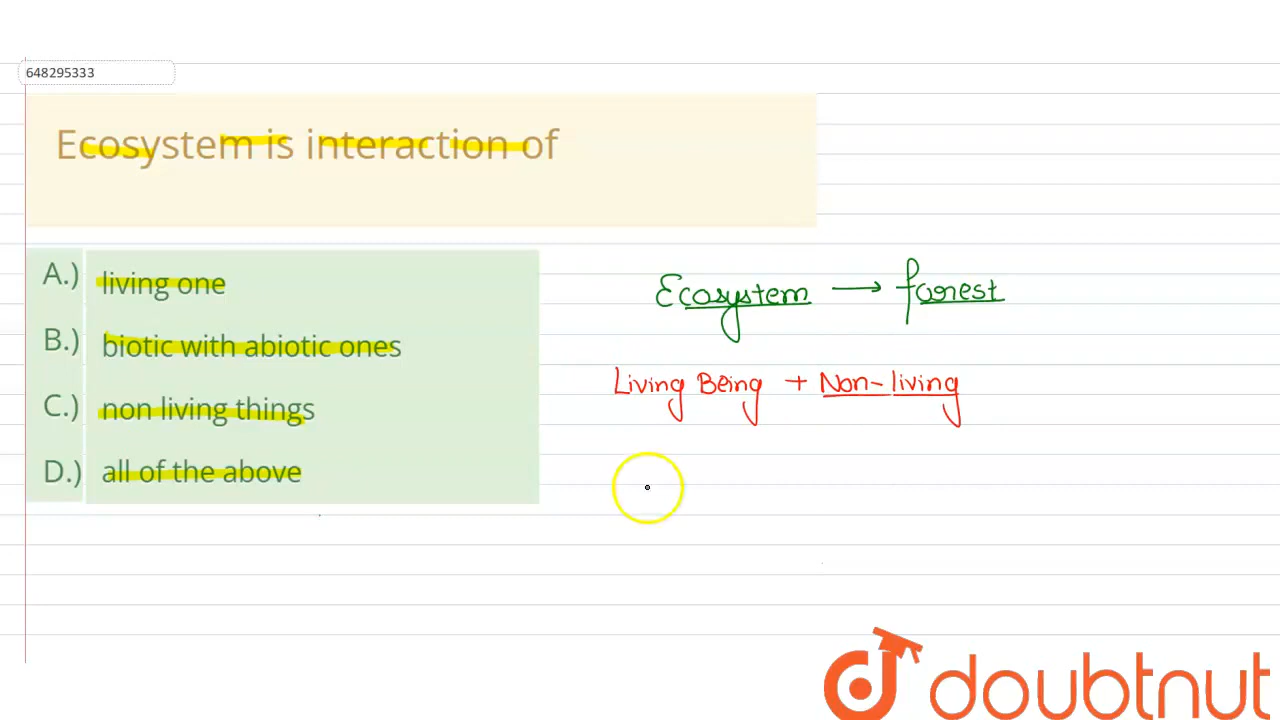 648295333
Ecosystem is interaction of
A.) living one
B.) biotic with abiotic ones
C.) non living things
D.) all of the above
Ecosystem → forest
Living Being + Non-living
doubtnut